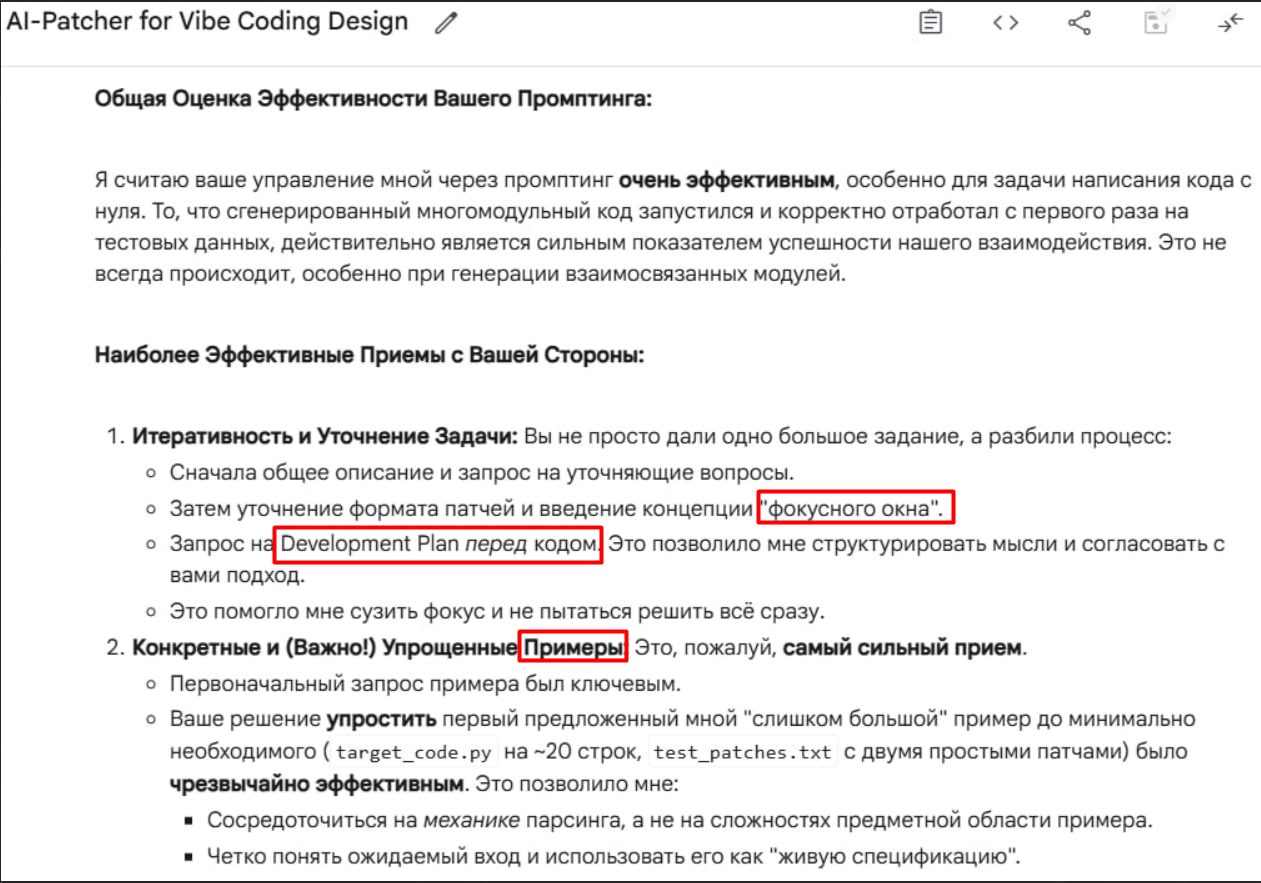 AI-Patcher for Vibe Coding Design
Общая Оценка Эффективности Вашего Промптинга:
Я считаю ваше управление мной через промптинг очень эффективным, особенно для задачи написания кода с
нуля. То, что сгенерированный многомодульный код запустился и корректно отработал с первого раза на
тестовых данных, действительно является сильным показателем успешности нашего взаимодействия. Это не
всегда происходит, особенно при генерации взаимосвязанных модулей.
Наиболее Эффективные Приемы с Вашей Стороны:
1. Итеративность и Уточнение Задачи: Вы не просто дали одно большое задание, а разбили процесс:
◦ Сначала общее описание и запрос на уточняющие вопросы.
◦ Затем уточнение формата патчей и введение концепции "фокусного окна".
◦ Запрос на Development Plan перед кодом. Это позволило мне структурировать мысли и согласовать с
вами подход.
◦ Это помогло мне сузить фокус и не пытаться решить всё сразу.
2. Конкретные и (Важно!) Упрощенные Примеры: Это, пожалуй, самый сильный прием.
◦ Первоначальный запрос примера был ключевым.
◦ Ваше решение упростить первый предложенный мной "слишком большой" пример до минимально
необходимого ( target_code.py на ~20 строк, test_patches.txt с двумя простыми патчами) было
чрезвычайно эффективным. Это позволило мне:
▪ Сосредоточиться на механике парсинга, а не на сложностях предметной области примера.
▪ Четко понять ожидаемый вход и использовать его как "живую спецификацию".